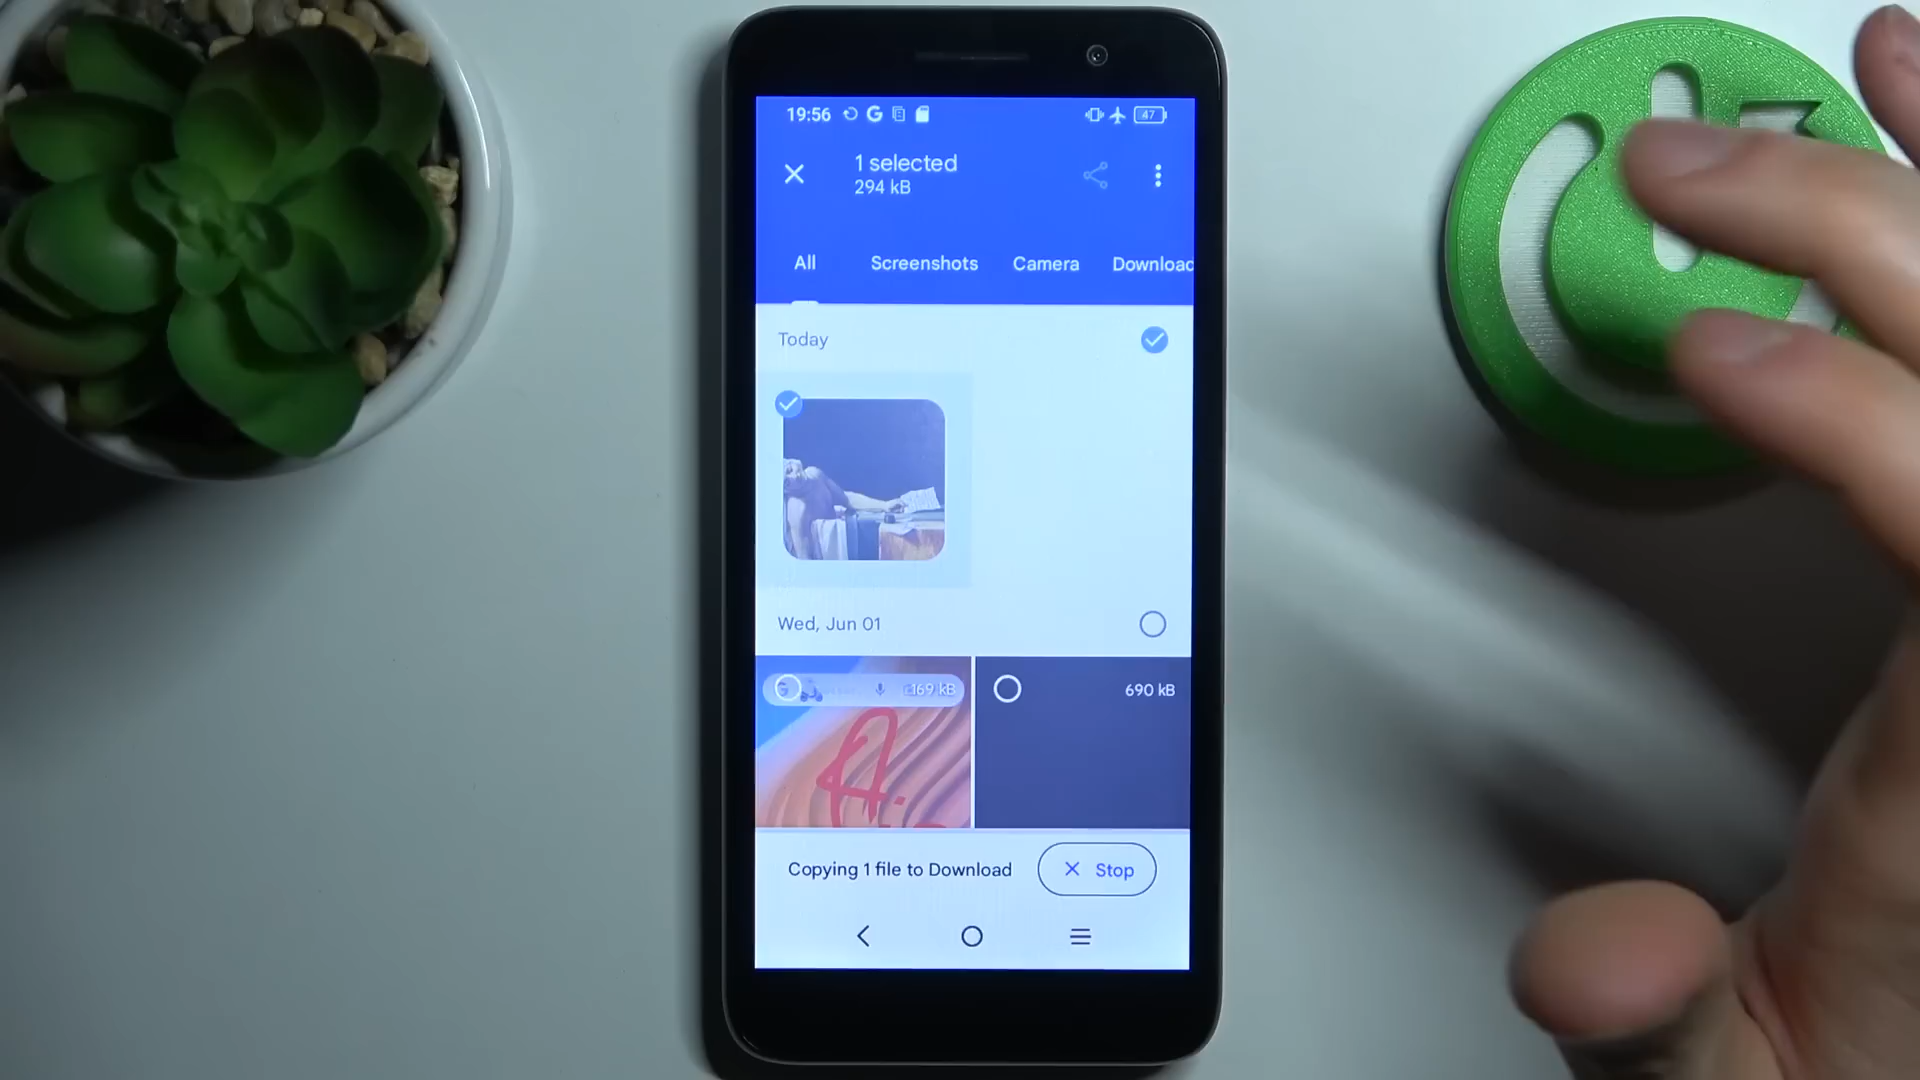 19:56 G 47
1 selected
294 kB
All Screenshots Camera Download
Today
Wed, Jun 01
G 169 kB
690 kB
A.
Copying 1 file to Download
Stop